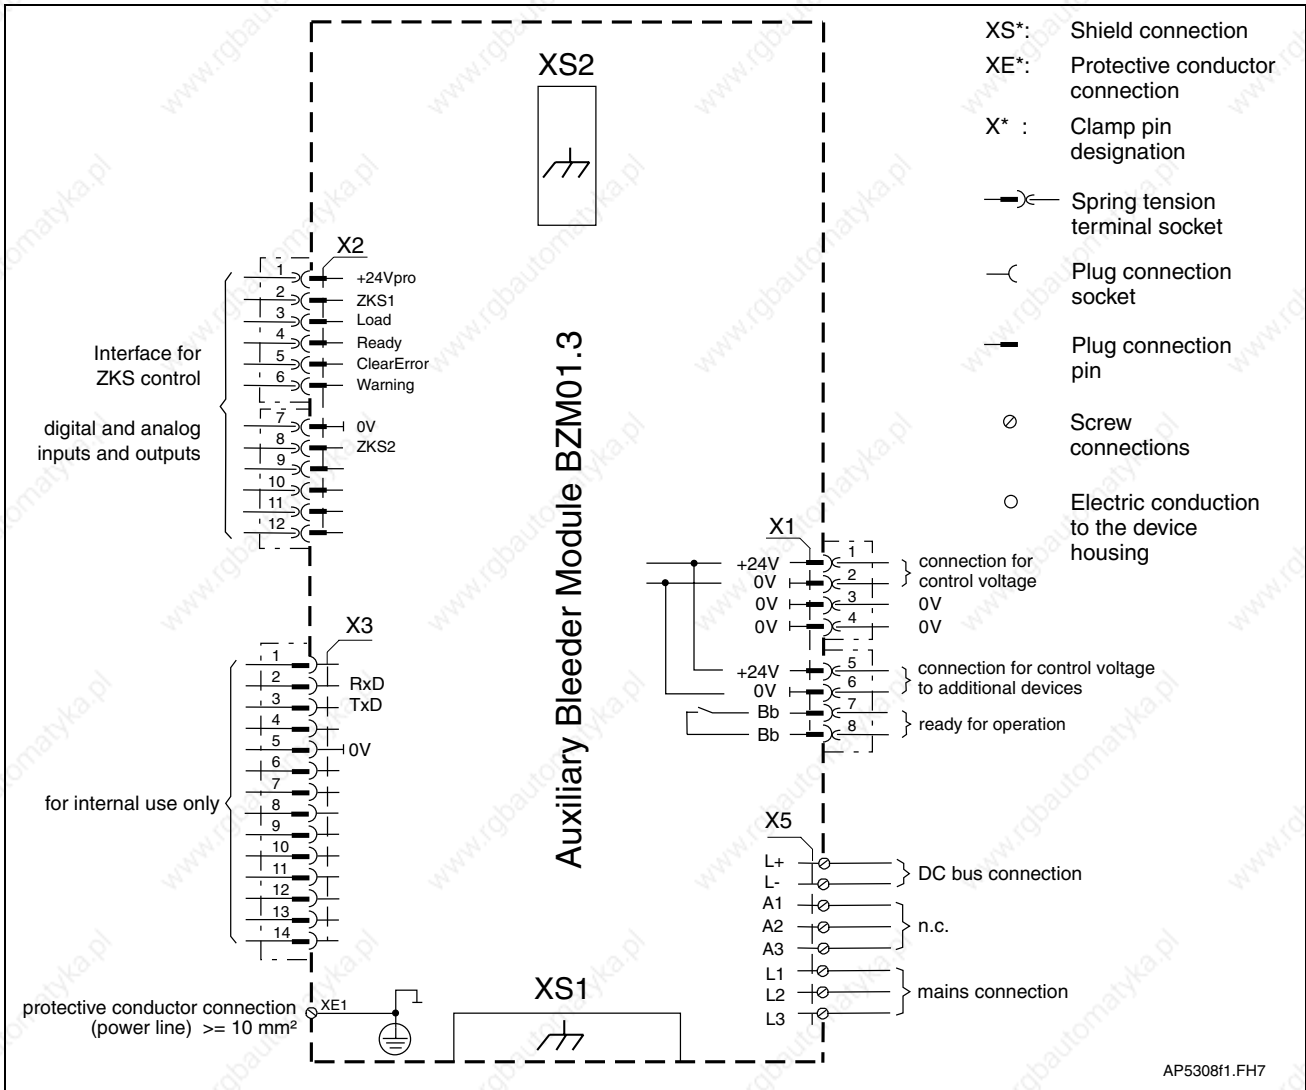 XS*: Shield connection
XE*: Protective conductor
connection
X* : Clamp pin
designation
Spring tension
terminal socket
Plug connection
socket
Plug connection
pin
Screw
connections
Electric conduction
to the device
housing
XS2
Auxiliary Bleeder Module BZM01.3
X2
1 +24Vpro
2 ZKS1
3 Load
4 Ready
5 ClearError
6 Warning
7 0V
8 ZKS2
9
10
11
12
Interface for
ZKS control
digital and analog
inputs and outputs
X3
1
2 RxD
3 TxD
4
5 0V
6
7
8
9
10
11
12
13
14
for internal use only
protective conductor connection
(power line) >= 10 mm²
XE1
XS1
X1
+24V 1 connection for
0V 2 control voltage
0V 3 0V
0V 4 0V
+24V 5 connection for control voltage
0V 6 to additional devices
Bb 7 ready for operation
Bb 8
X5
L+
L-
DC bus connection
A1
A2
A3
n.c.
L1
L2
L3
mains connection
AP5308f1.FH7
www.rgbautomatyka.pl